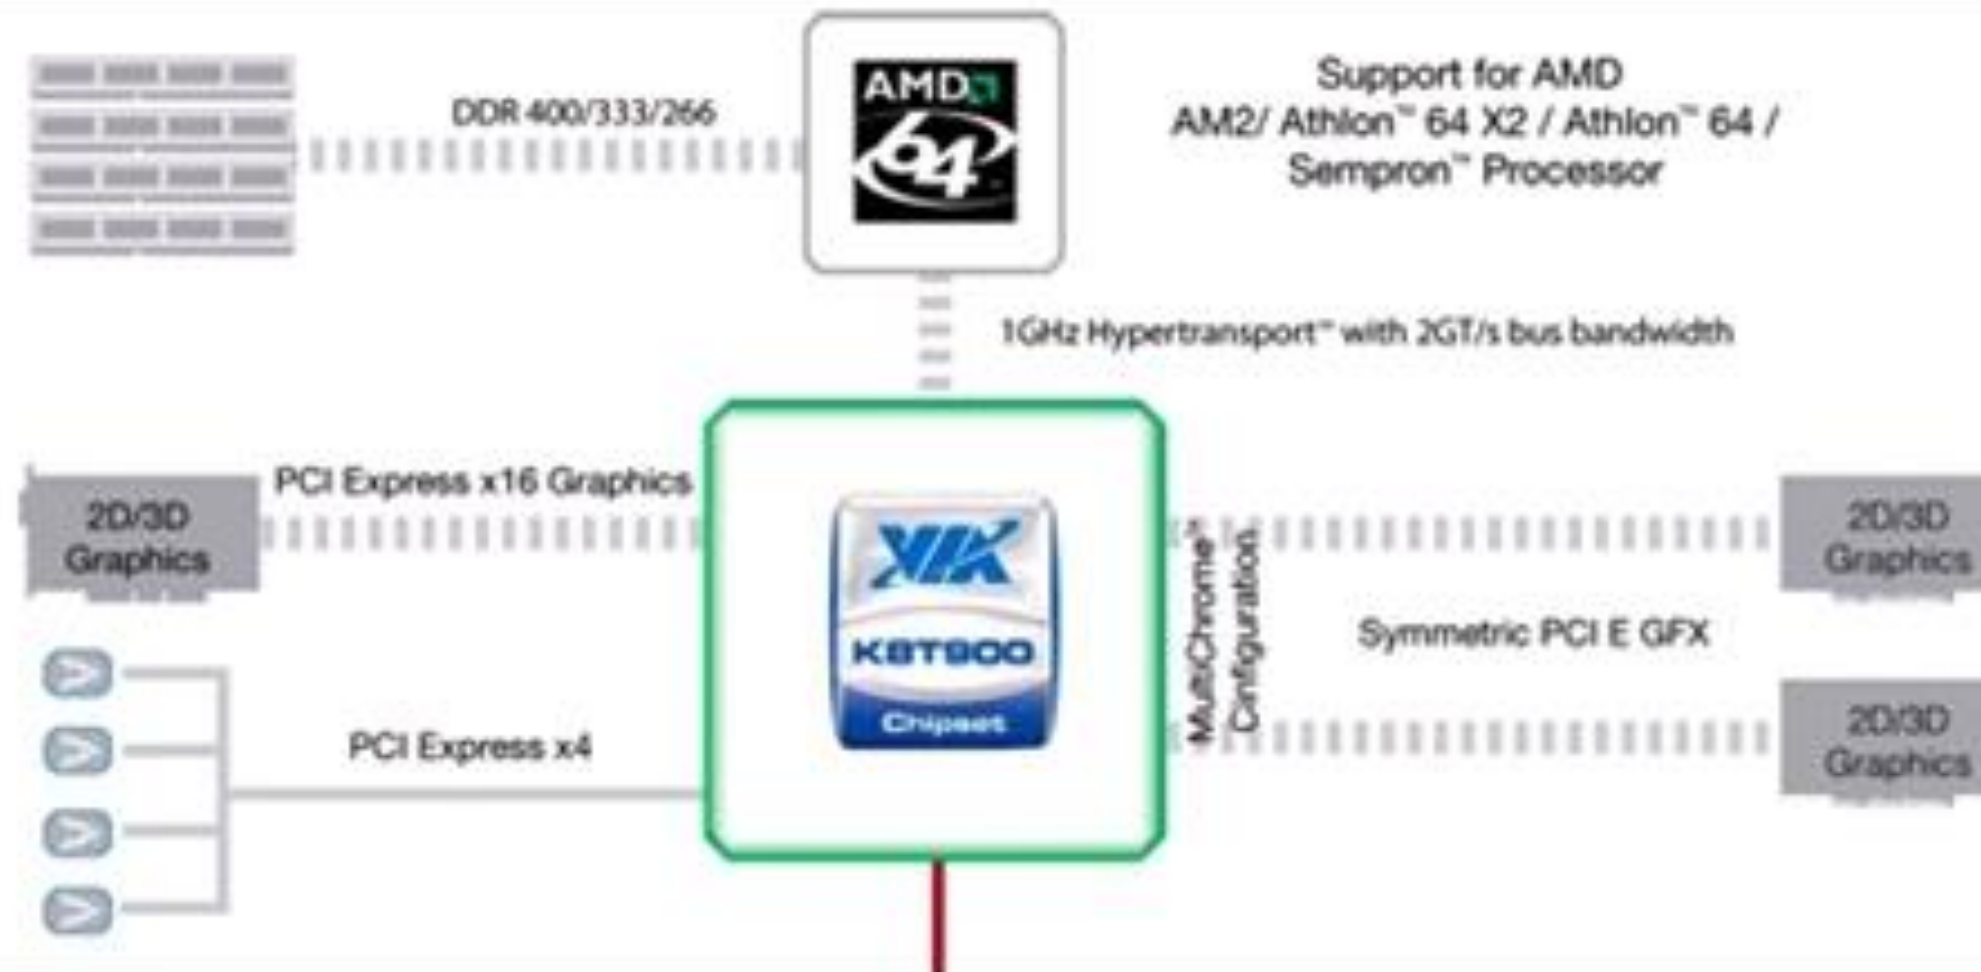 DDR 400/333/266
AMD
64
Support for AMD
AM2/ Athlon™ 64 X2 / Athlon™ 64 /
Sempron™ Processor
1GHz Hypertransport™ with 2GT/s bus bandwidth
2D/3D
Graphics
PCI Express x16 Graphics
VIA
K8T900
Chipset
MultiChrome™
Cinfiguration
2D/3D
Graphics
Symmetric PCI E GFX
2D/3D
Graphics
PCI Express x4